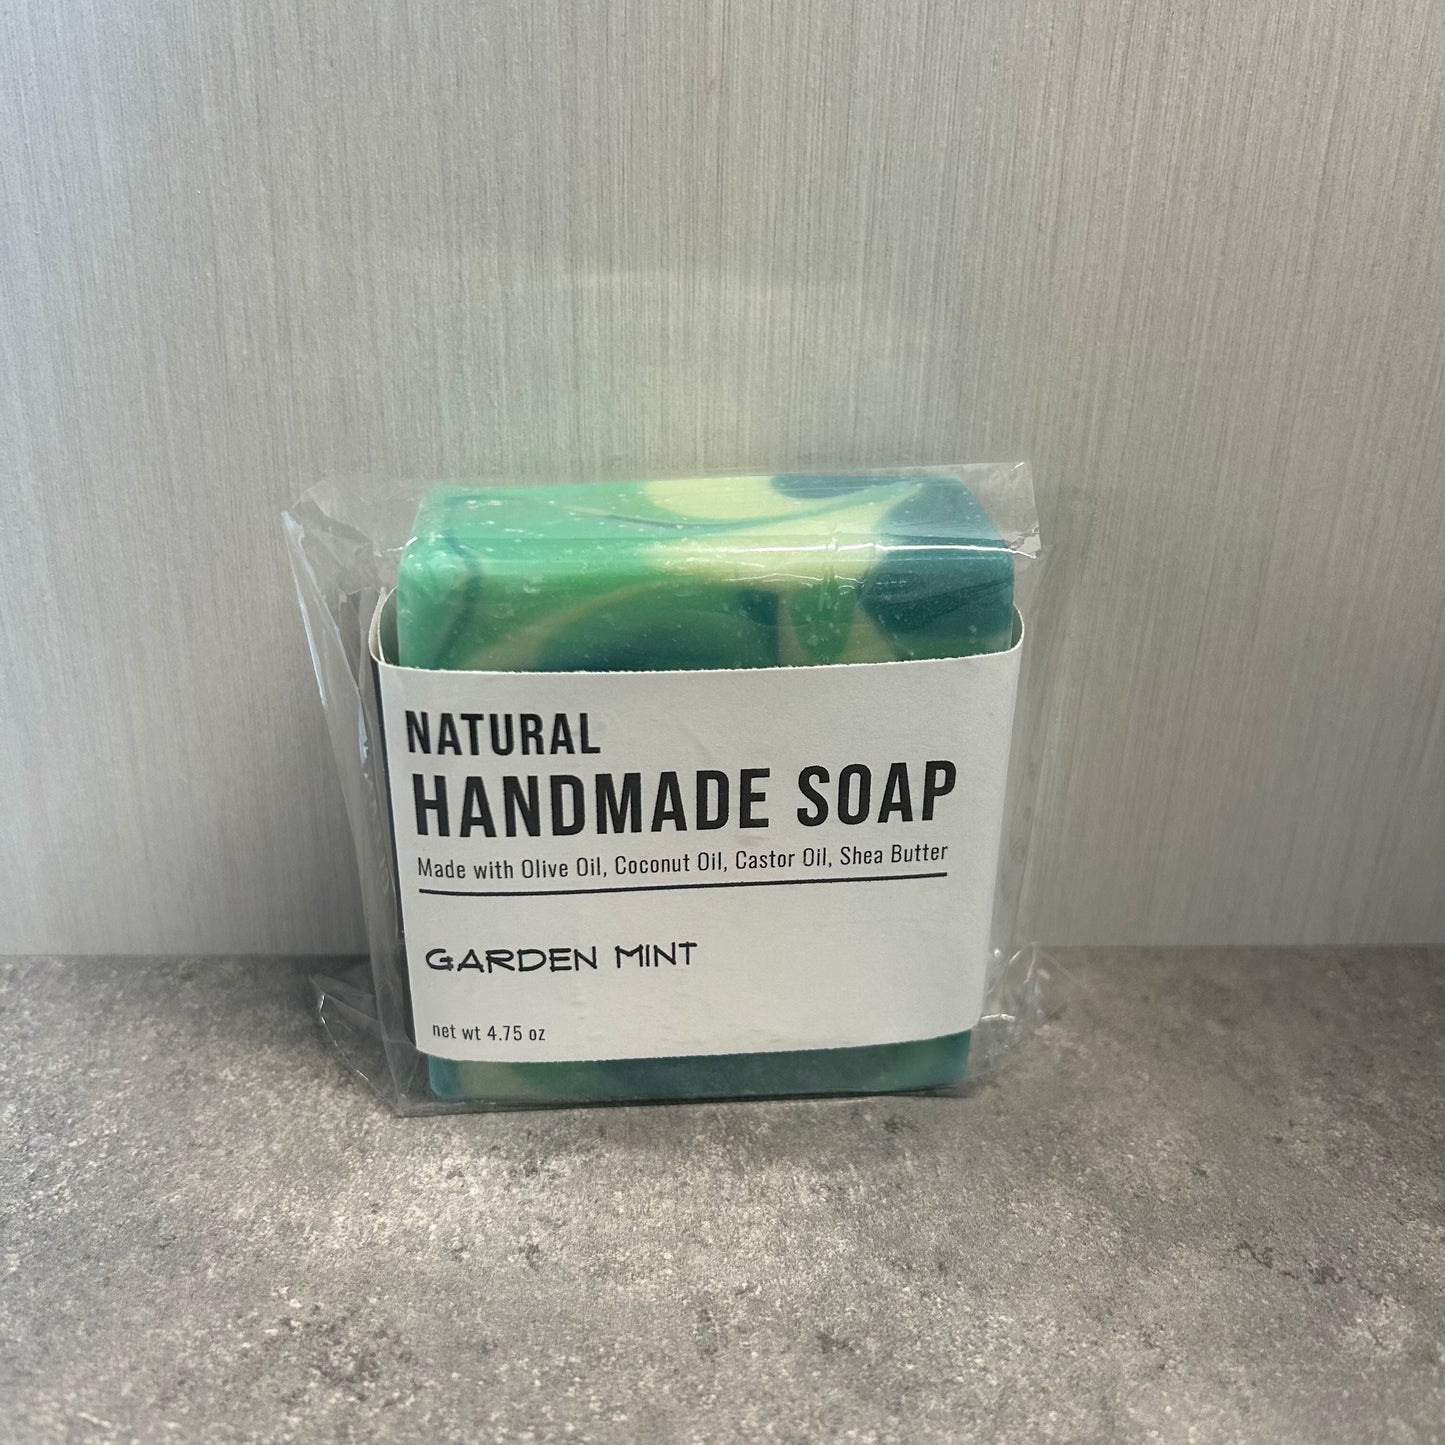 NATURAL
HANDMADE SOAP
Made with Olive Oil, Coconut Oil, Castor Oil, Shea Butter
GARDEN MINT
net wt 4.75 oz